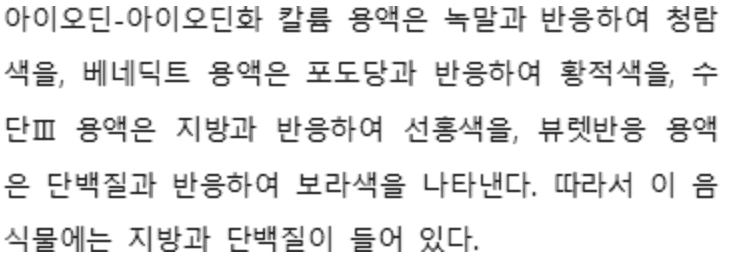 아이오딘-아이오딘화 칼륨 용액은 녹말과 반응하여 청람
색을, 베네딕트 용액은 포도당과 반응하여 황적색을, 수
단Ⅲ 용액은 지방과 반응하여 선홍색을, 뷰렛반응 용액
은 단백질과 반응하여 보라색을 나타낸다. 따라서 이 음
식물에는 지방과 단백질이 들어 있다.